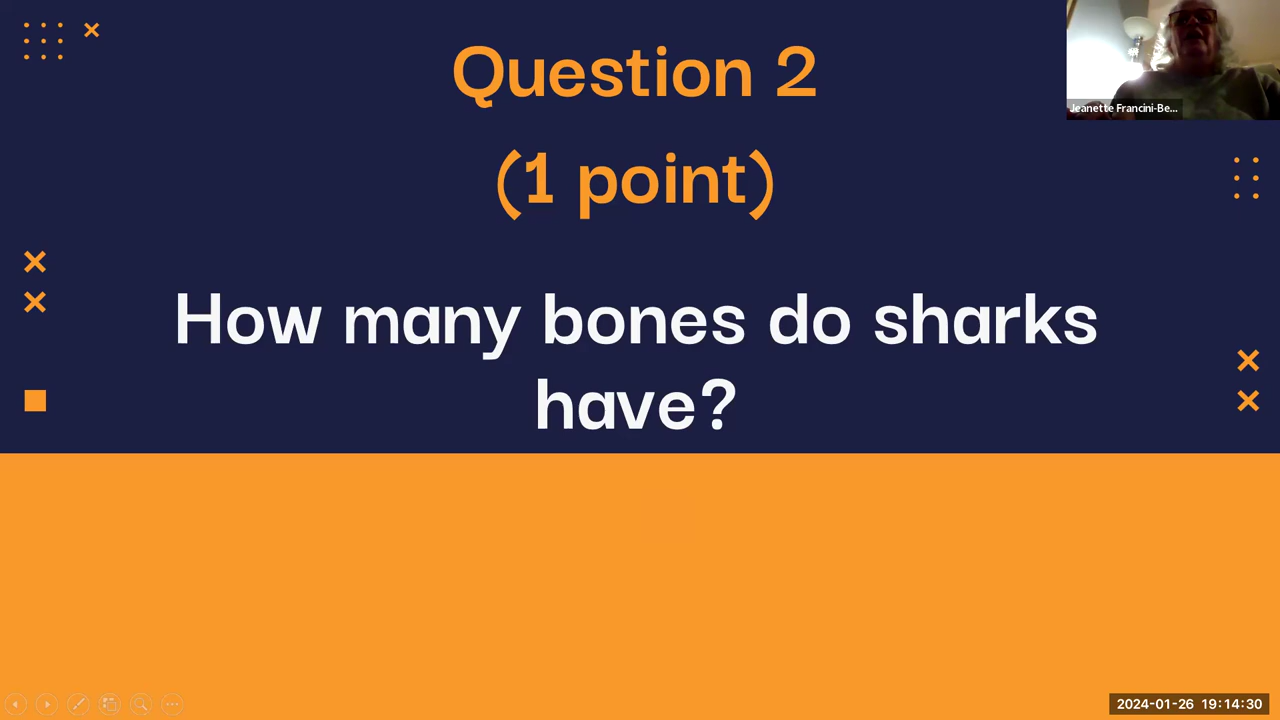 Question 2
(1 point)
How many bones do sharks
have?
Jeanette Francini-Be...
2024-01-26 19:14:30